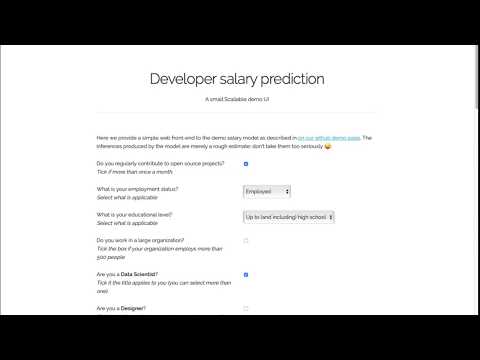 Developer salary prediction
A small Scalable demo UI
Here we provide a simple web front-end to the demo salary model as described in on our github demo page. The
inferences produced by the model are merely a rough estimate: don't take them too seriously 😜
Do you regularly contribute to open source projects?
Tick if more than once a month
What is your employment status?
Select what is applicable
Employed
What is your educational level?
Select what is applicable
Up to (and including) high school
Do you work in a large organization?
Tick the box if your organization employs more than
500 people
Are you a Data Scientist?
Tick it the title applies to you (you can select more than
one).
Are you a Designer?